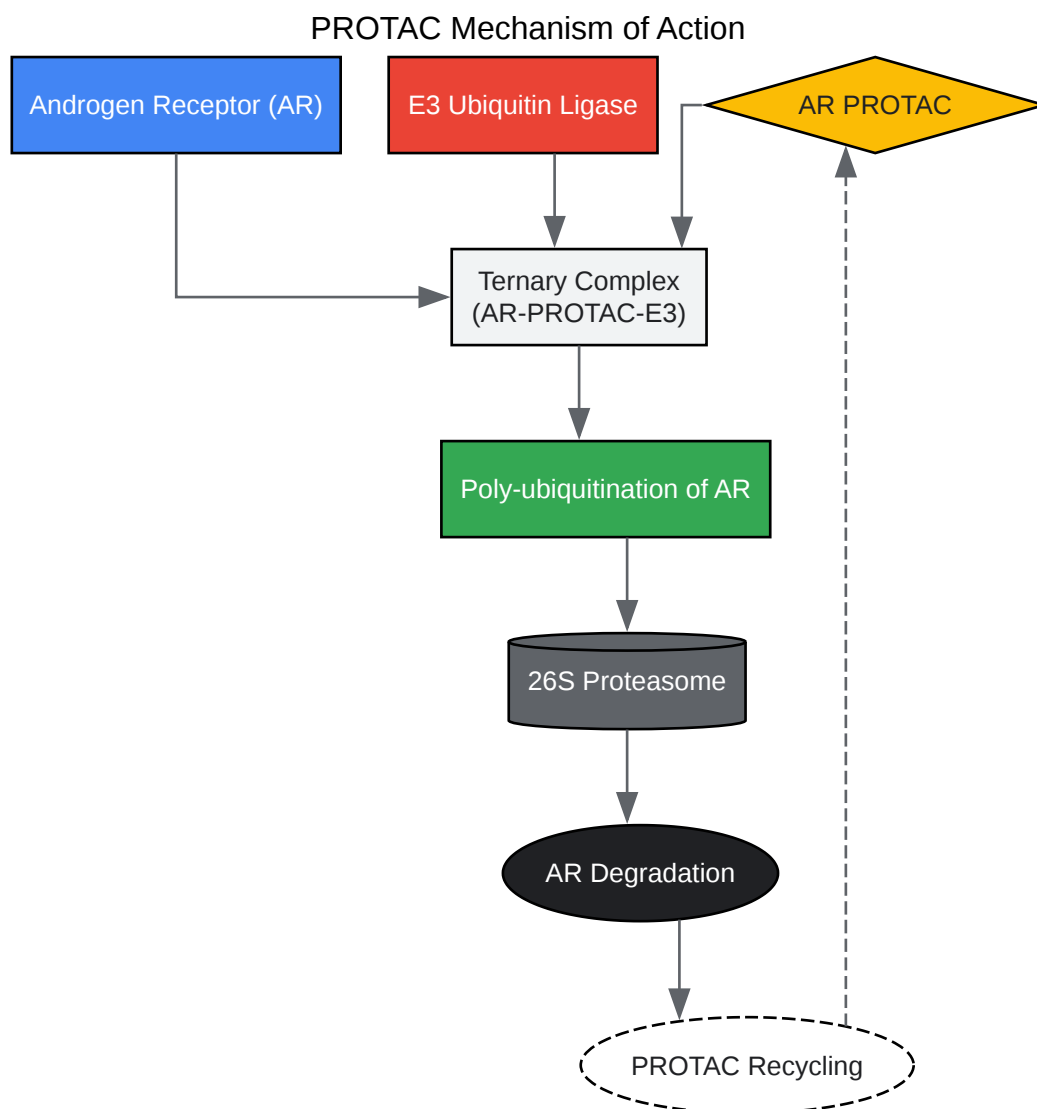 PROTAC Mechanism of Action
Androgen Receptor (AR)
E3 Ubiquitin Ligase
AR PROTAC
Ternary Complex
(AR-PROTAC-E3)
Poly-ubiquitination of AR
26S Proteasome
AR Degradation
PROTAC Recycling